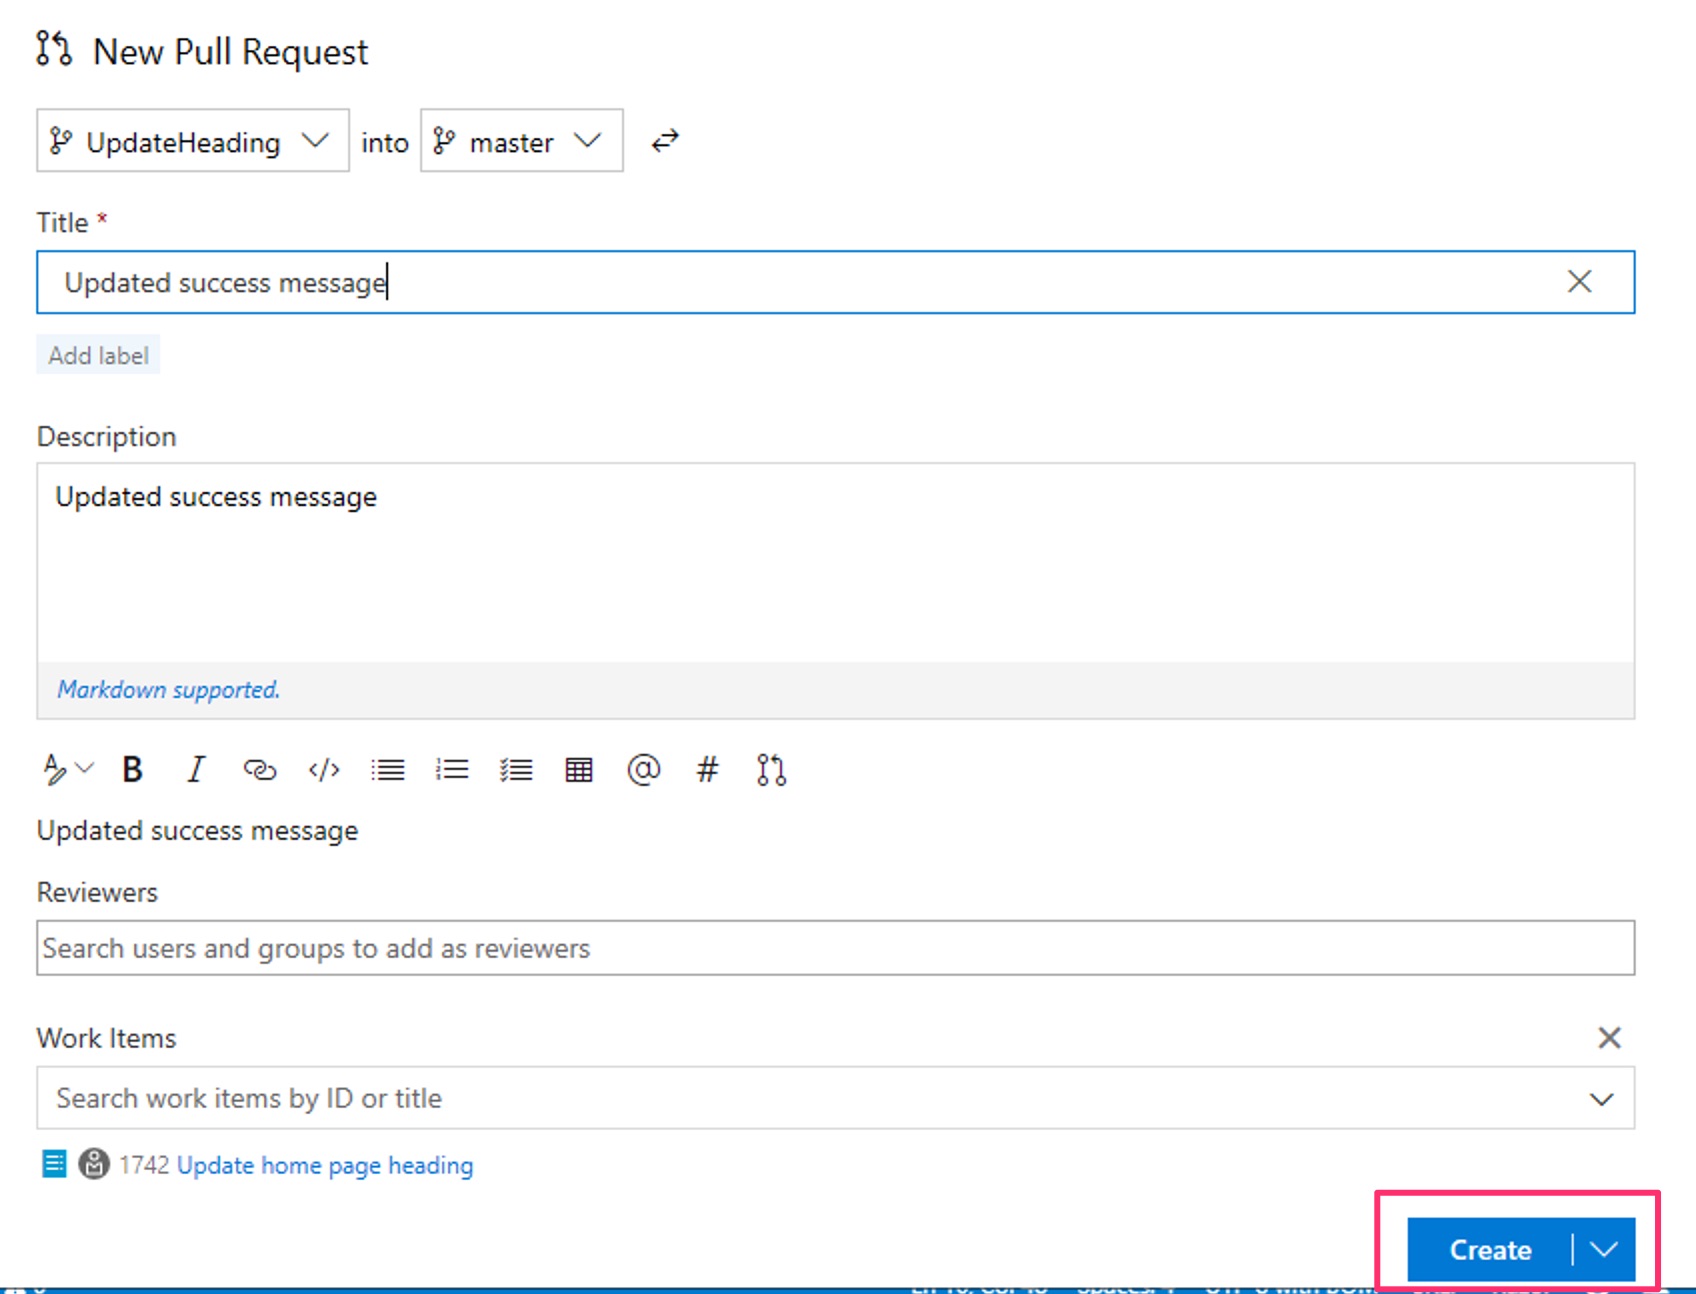 New Pull Request
UpdateHeading into master
Title *
Updated success message
Add label
Description
Updated success message
Markdown supported.
B I </> @ #
Updated success message
Reviewers
Search users and groups to add as reviewers
Work Items
Search work items by ID or title
1742 Update home page heading
Create